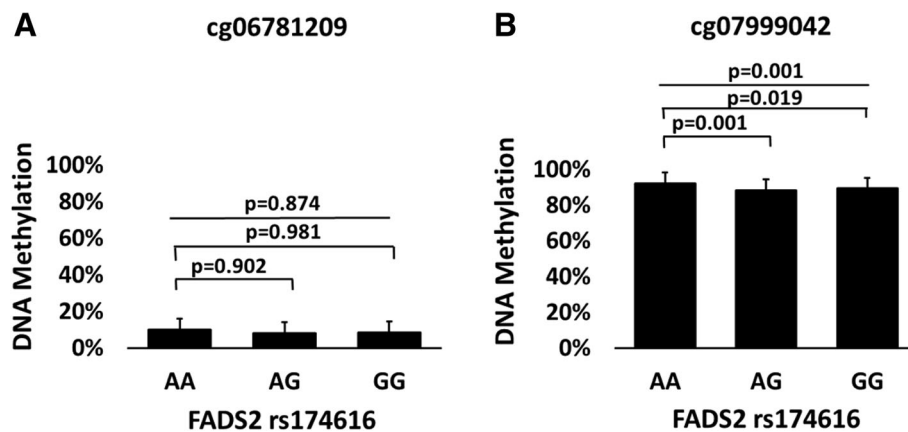 A
cg06781209
DNA Methylation
100%
80%
60%
40%
20%
0%
p=0.874
p=0.981
p=0.902
AA AG GG
FADS2 rs174616
B
cg07999042
DNA Methylation
100%
80%
60%
40%
20%
0%
p=0.001
p=0.019
p=0.001
AA AG GG
FADS2 rs174616